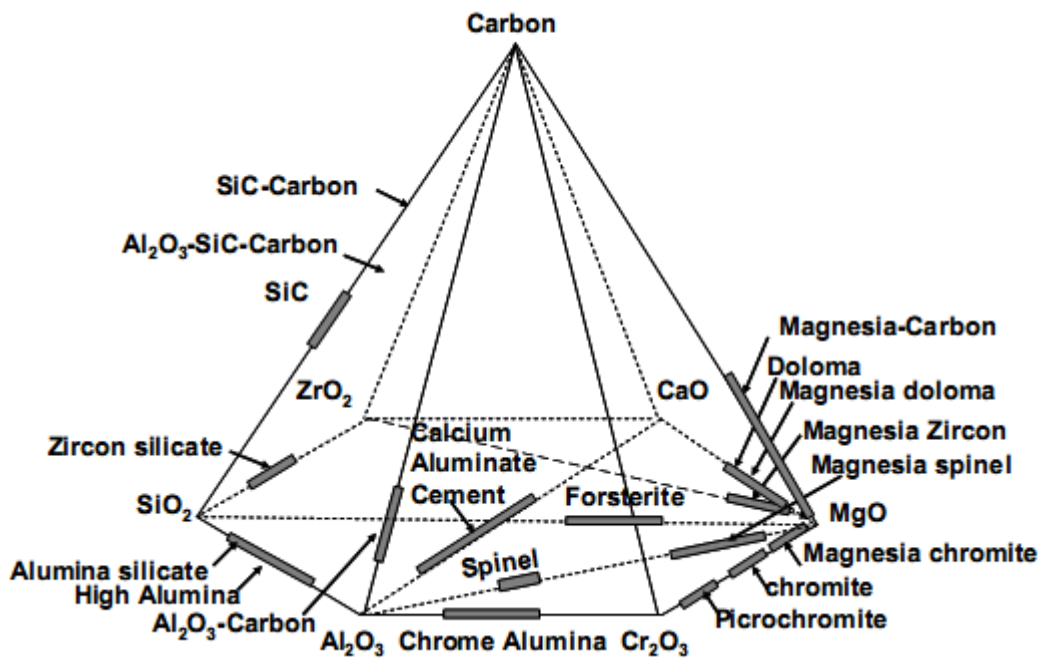 Carbon
SiC-Carbon
Al₂O₃-SiC-Carbon
SiC
Magnesia-Carbon
Doloma
ZrO₂
CaO
Magnesia doloma
Calcium
Aluminate
Cement
Magnesia Zircon
Zircon silicate
Magnesia spinel
SiO₂
Forsterite
MgO
Alumina silicate
High Alumina
Spinel
Magnesia chromite
chromite
Al₂O₃-Carbon
Picrochromite
Al₂O₃
Chrome Alumina
Cr₂O₃